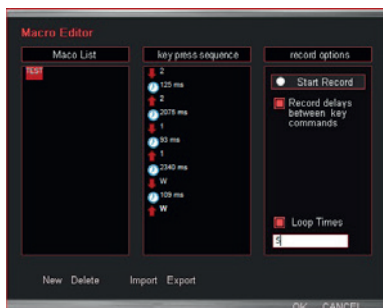 Macro Editor
Maco List
key press sequence
record options
TEST
2
125 ms
2
2075 ms
1
93 ms
1
2340 ms
W
109 ms
W
Start Record
Record delays
between key
commands
Loop Times
5
New Delete Import Export
OK CANCEL